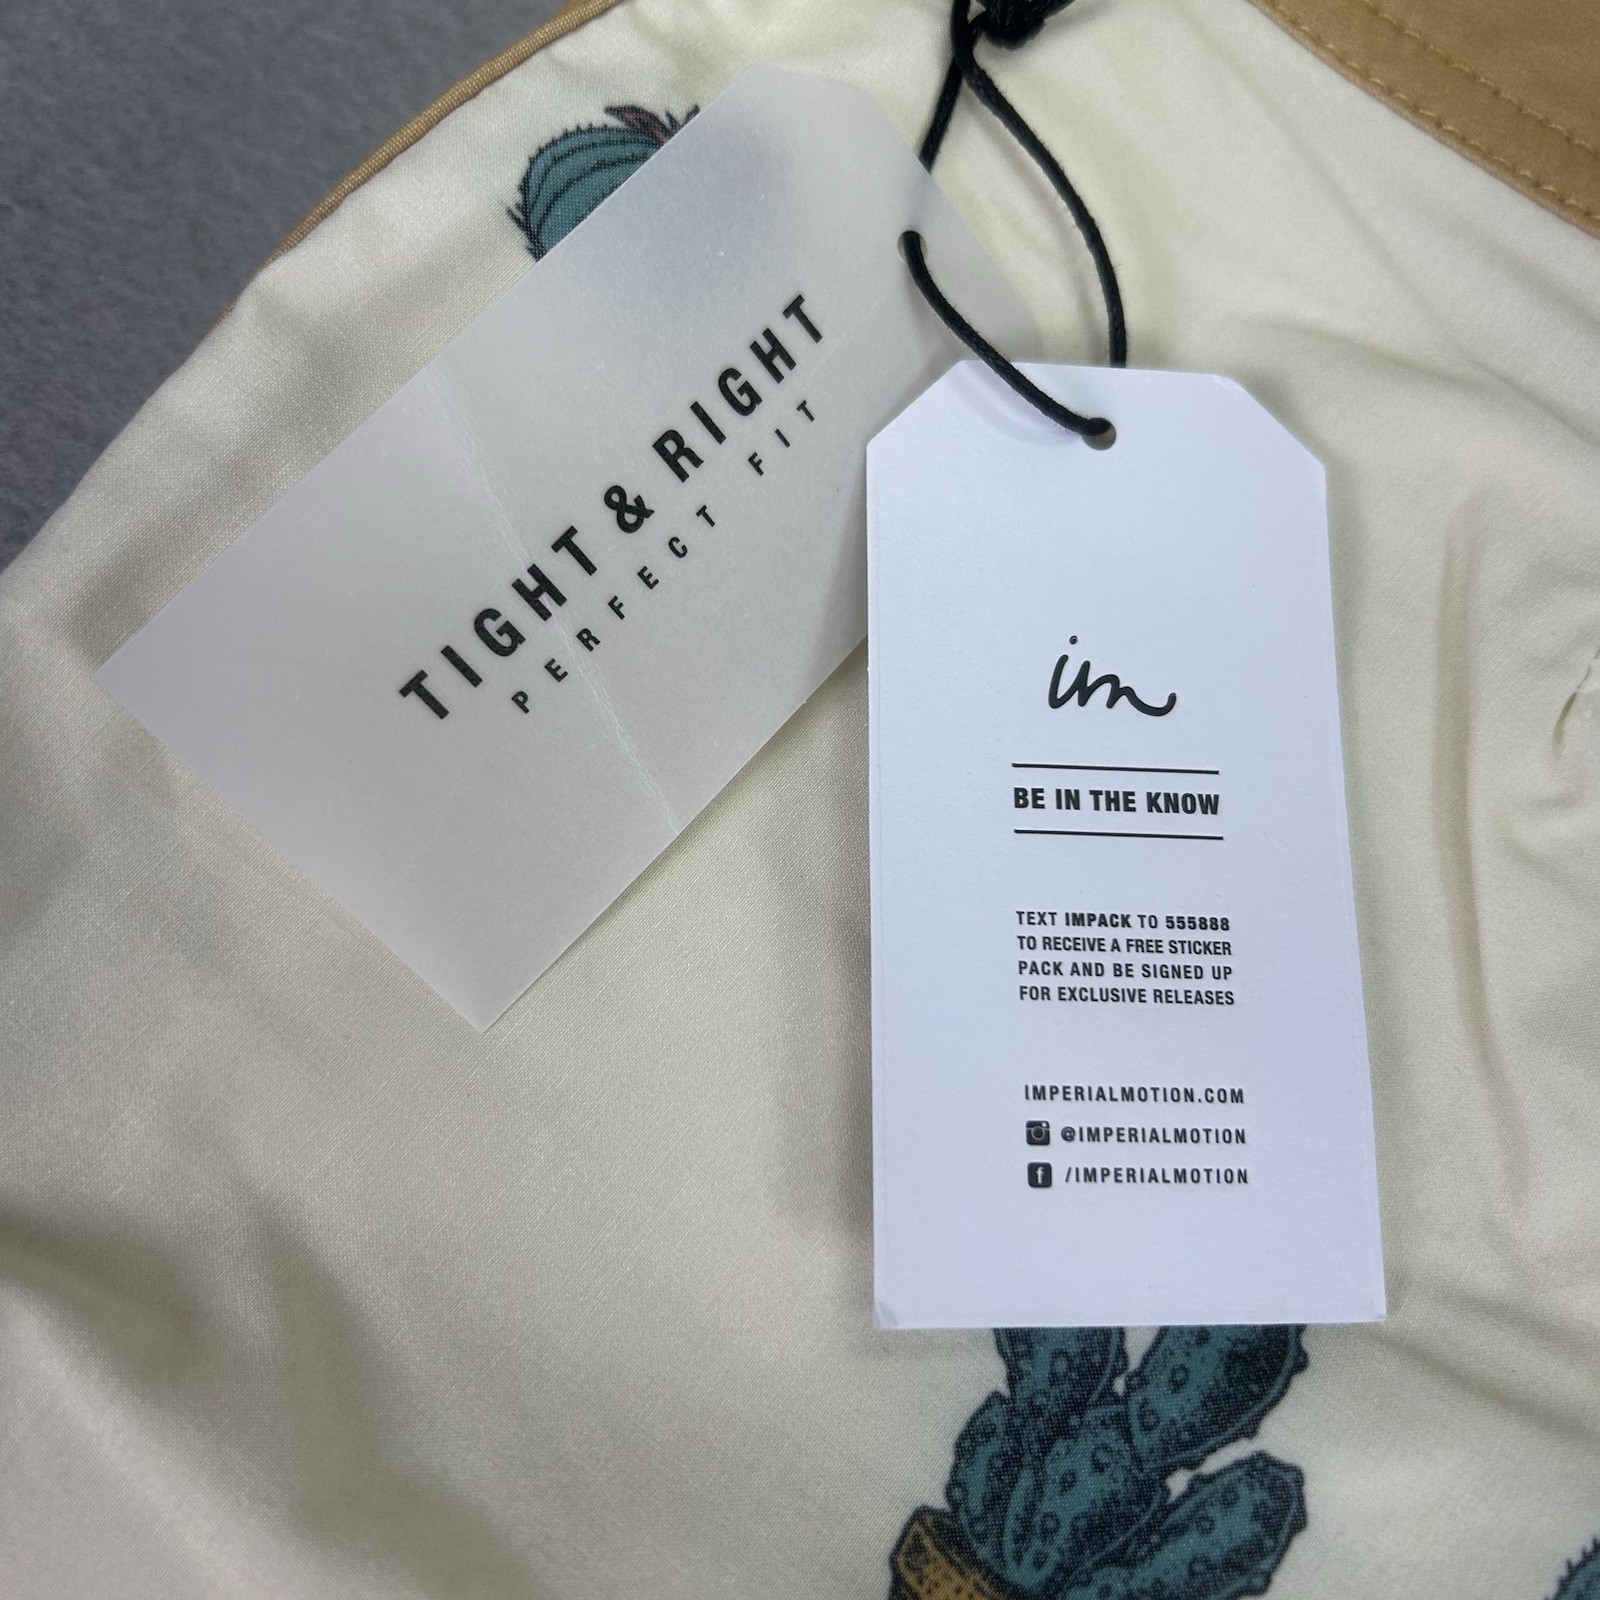 TIGHT & RIGHT
PERFECT FIT
im
BE IN THE KNOW
TEXT IMPACK TO 555888
TO RECEIVE A FREE STICKER
PACK AND BE SIGNED UP
FOR EXCLUSIVE RELEASES
IMPERIALMOTION.COM
@IMPERIALMOTION
f /IMPERIALMOTION